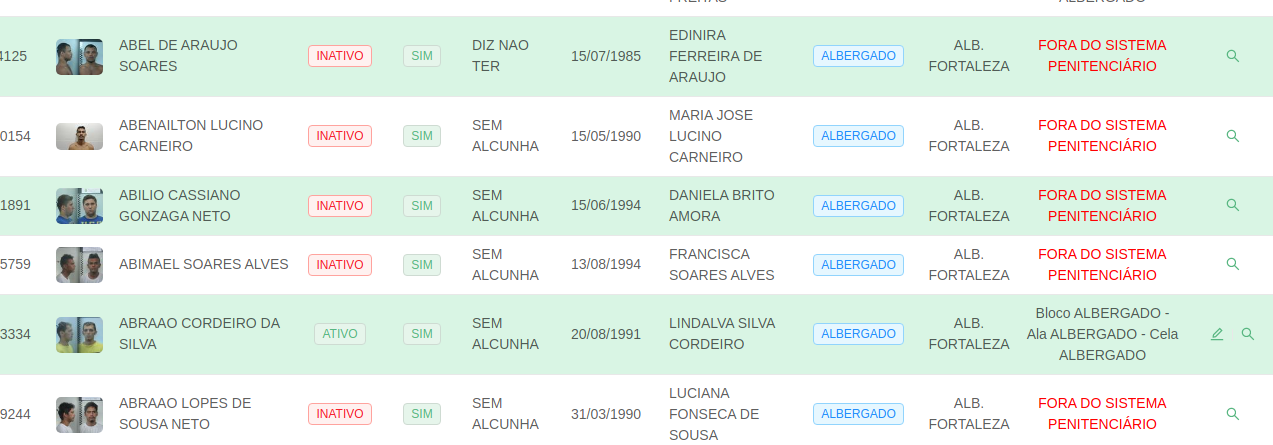 FREITAS ALBERGADO
4125 ABEL DE ARAUJO SOARES INATIVO SIM DIZ NAO TER 15/07/1985 EDINIRA FERREIRA DE ARAUJO ALBERGADO ALB. FORTALEZA FORA DO SISTEMA PENITENCIÁRIO
0154 ABENAILTON LUCINO CARNEIRO INATIVO SIM SEM ALCUNHA 15/05/1990 MARIA JOSE LUCINO CARNEIRO ALBERGADO ALB. FORTALEZA FORA DO SISTEMA PENITENCIÁRIO
1891 ABILIO CASSIANO GONZAGA NETO INATIVO SIM SEM ALCUNHA 15/06/1994 DANIELA BRITO AMORA ALBERGADO ALB. FORTALEZA FORA DO SISTEMA PENITENCIÁRIO
5759 ABIMAEL SOARES ALVES INATIVO SIM SEM ALCUNHA 13/08/1994 FRANCISCA SOARES ALVES ALBERGADO ALB. FORTALEZA FORA DO SISTEMA PENITENCIÁRIO
3334 ABRAAO CORDEIRO DA SILVA ATIVO SIM SEM ALCUNHA 20/08/1991 LINDALVA SILVA CORDEIRO ALBERGADO ALB. FORTALEZA Bloco ALBERGADO - Ala ALBERGADO - Cela ALBERGADO
9244 ABRAAO LOPES DE SOUSA NETO INATIVO SIM SEM ALCUNHA 31/03/1990 LUCIANA FONSECA DE SOUSA ALBERGADO ALB. FORTALEZA FORA DO SISTEMA PENITENCIÁRIO